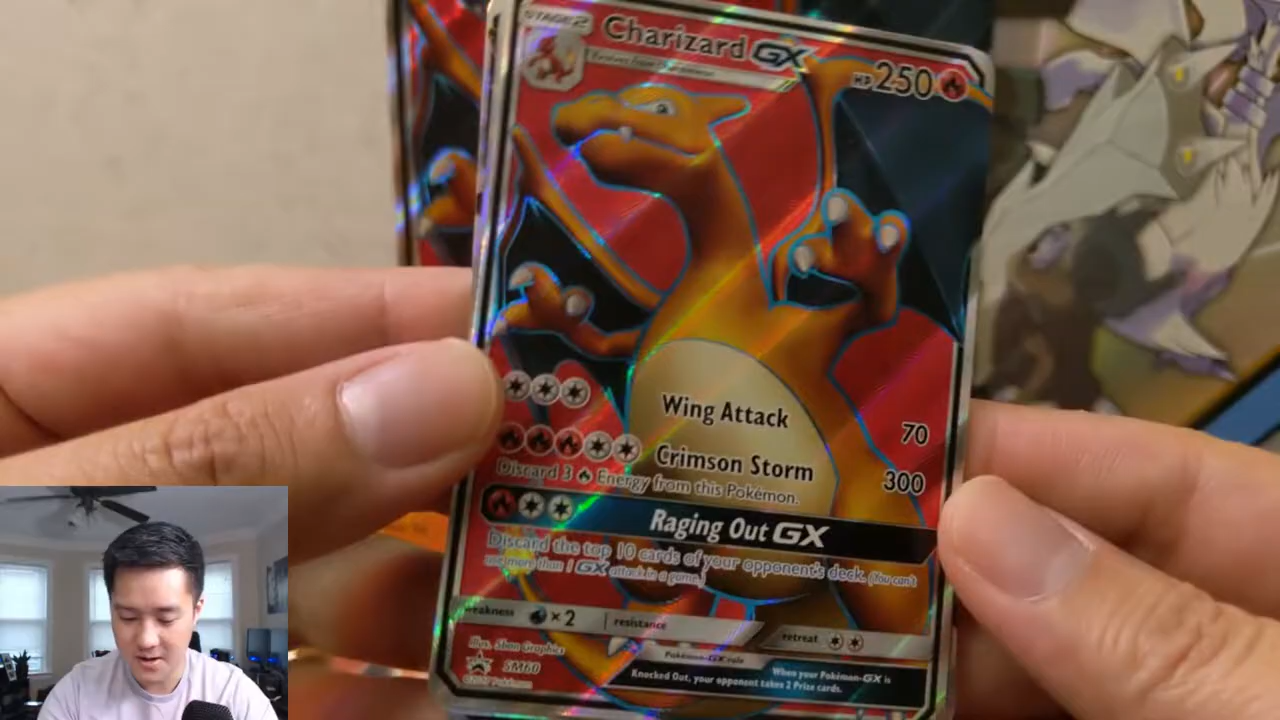 STAGE 2
Charizard GX
HP 250
Evolves from Charmeleon
Wing Attack 70
Crimson Storm 300
Discard 3 Energy from this Pokémon.
Raging Out GX
Discard the top 10 cards of your opponent's deck. (You can't
use more than 1 GX attack in a game.)
weakness ×2 resistance retreat
Illus. 5ban Graphics
SM60
©2017 Pokémon
Pokémon-GX rule
When your Pokémon-GX is
Knocked Out, your opponent takes 2 Prize cards.